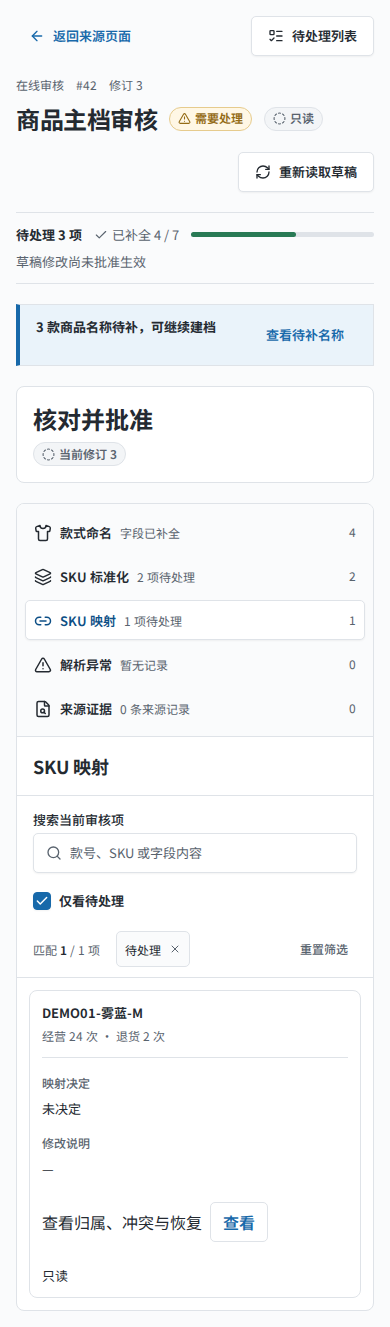 返回来源页面
待处理列表
在线审核 #42 修订 3
商品主档审核 需要处理 只读
重新读取草稿
待处理 3 项 已补全 4 / 7
草稿修改尚未批准生效
3 款商品名称待补，可继续建档 查看待补名称
核对并批准
当前修订 3
款式命名 字段已补全 4
SKU 标准化 2 项待处理 2
SKU 映射 1 项待处理 1
解析异常 暂无记录 0
来源证据 0 条来源记录 0
SKU 映射
搜索当前审核项
款号、SKU 或字段内容
仅看待处理
匹配 1 / 1 项 待处理 重置筛选
DEMO01-雾蓝-M
经营 24 次 · 退货 2 次
映射决定
未决定
修改说明
—
查看归属、冲突与恢复 查看
只读